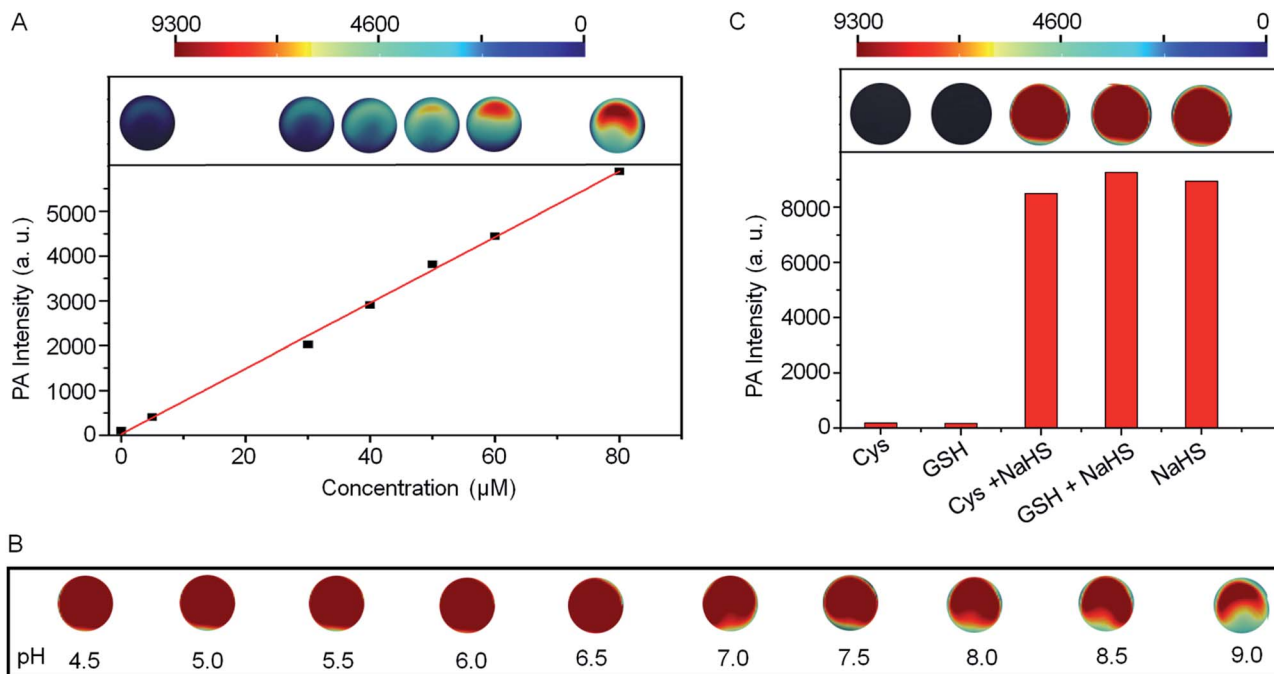 A
9300 4600 0
PA Intensity (a. u.)
5000
4000
3000
2000
1000
0
0 20 40 60 80
Concentration (μM)
C
9300 4600 0
PA Intensity (a. u.)
8000
6000
4000
2000
0
Cys GSH Cys +NaHS GSH + NaHS NaHS
B
pH 4.5 5.0 5.5 6.0 6.5 7.0 7.5 8.0 8.5 9.0